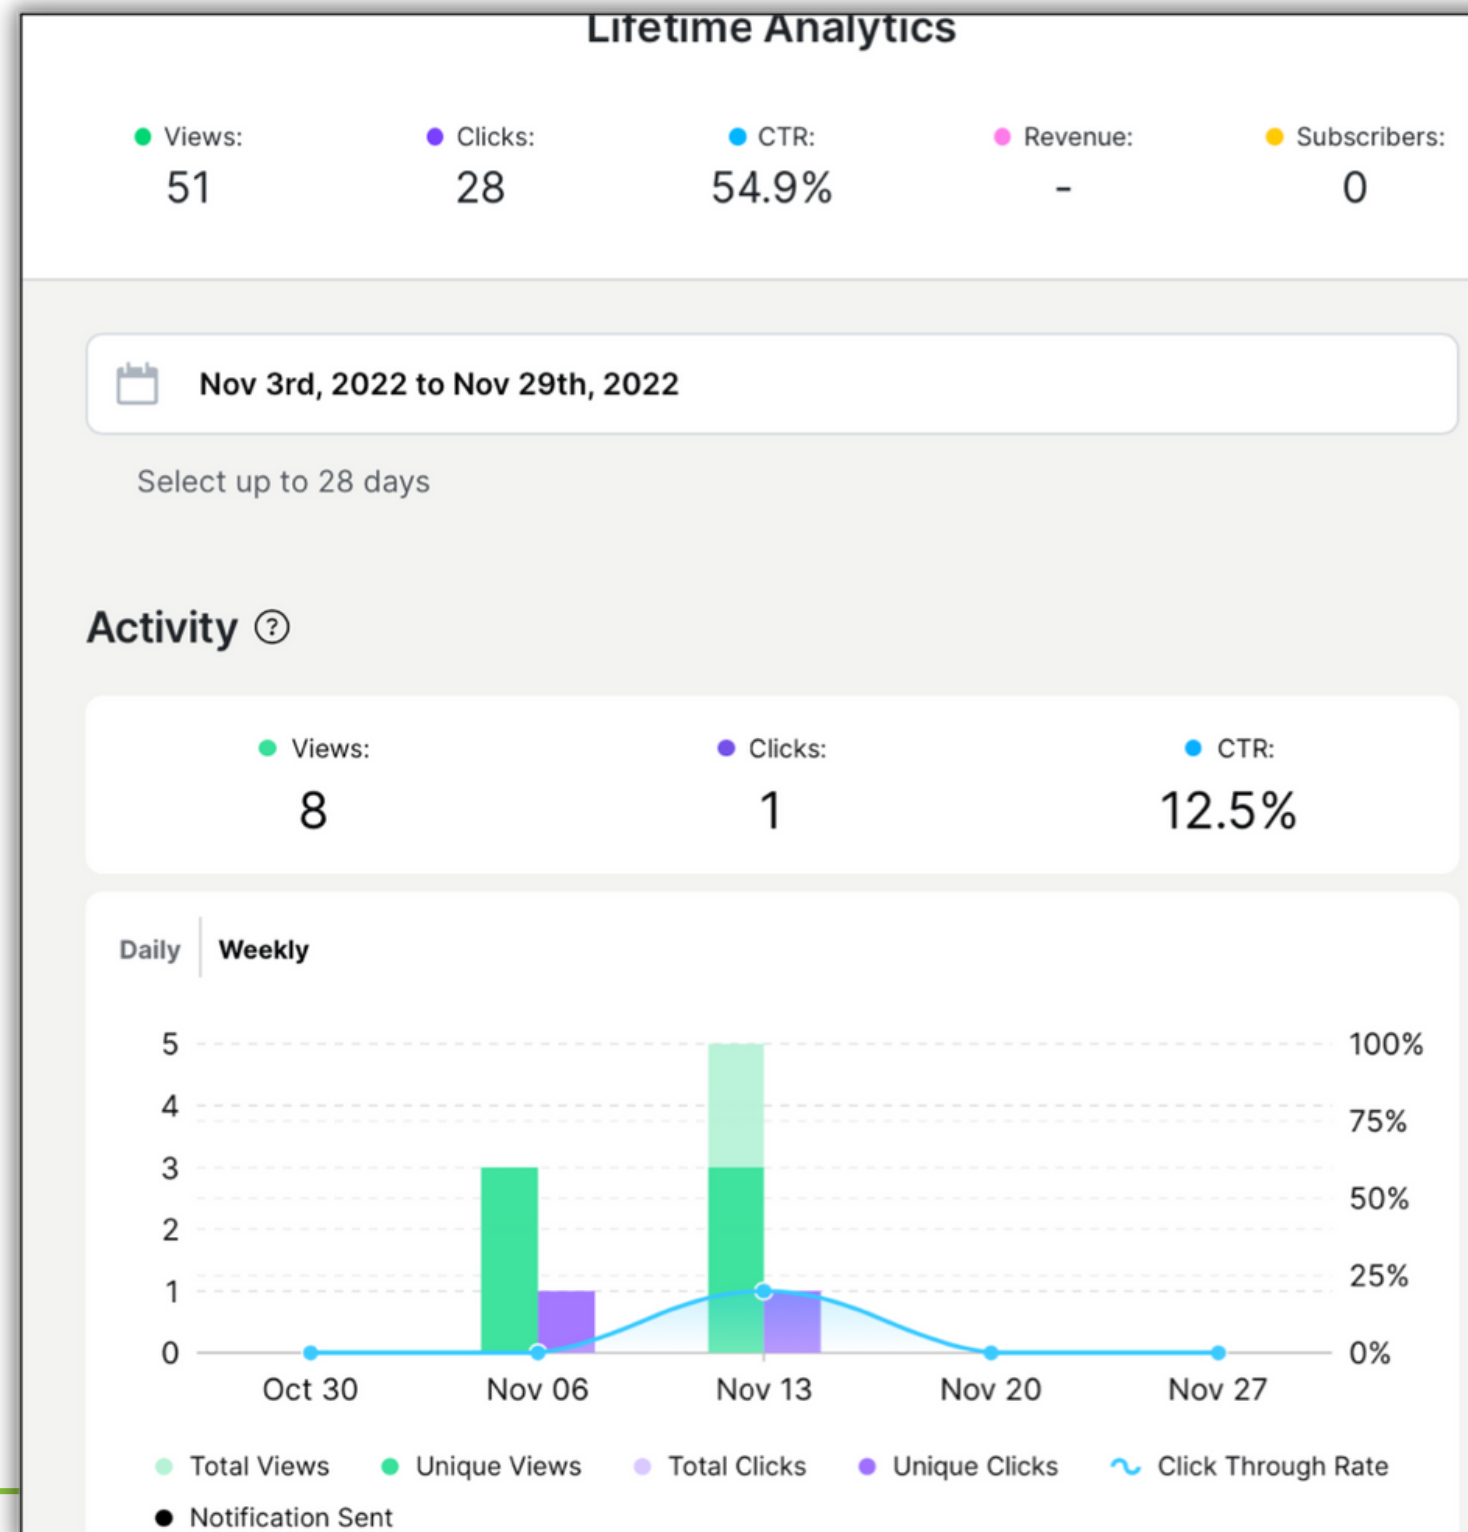 Lifetime Analytics
Views: Clicks: CTR: Revenue: Subscribers:
51 28 54.9% - 0
Nov 3rd, 2022 to Nov 29th, 2022
Select up to 28 days
Activity ?
Views: Clicks: CTR:
8 1 12.5%
Daily Weekly
5 100%
4
75%
3
50%
2
25%
1
0 0%
Oct 30 Nov 06 Nov 13 Nov 20 Nov 27
Total Views Unique Views Total Clicks Unique Clicks Click Through Rate
Notification Sent